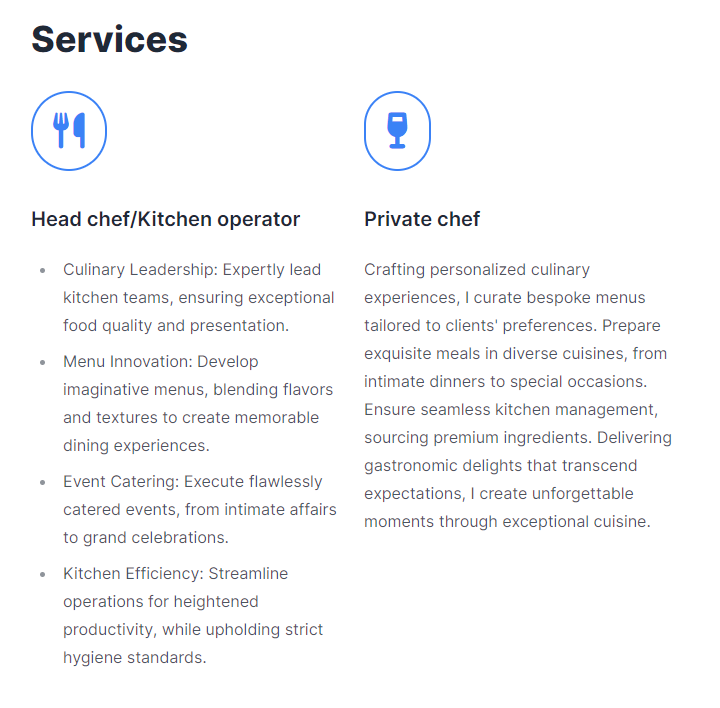 Services
Head chef/Kitchen operator
Culinary Leadership: Expertly lead
kitchen teams, ensuring exceptional
food quality and presentation.
Menu Innovation: Develop
imaginative menus, blending flavors
and textures to create memorable
dining experiences.
Event Catering: Execute flawlessly
catered events, from intimate affairs
to grand celebrations.
Kitchen Efficiency: Streamline
operations for heightened
productivity, while upholding strict
hygiene standards.
Private chef
Crafting personalized culinary
experiences, I curate bespoke menus
tailored to clients' preferences. Prepare
exquisite meals in diverse cuisines, from
intimate dinners to special occasions.
Ensure seamless kitchen management,
sourcing premium ingredients. Delivering
gastronomic delights that transcend
expectations, I create unforgettable
moments through exceptional cuisine.